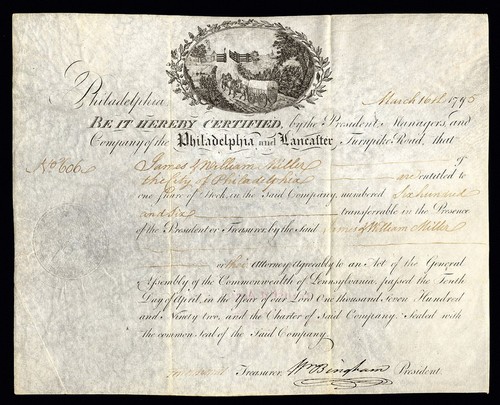 Philadelphia March 16th 1795
BE IT HEREBY CERTIFIED, by the President, Managers, and
Company of the Philadelphia and Lancaster Turnpike Road, that
No 606 James & William Miller of
the City of Philadelphia are entitled to
one Share of Stock, in the Said Company, numbered Six hundred
and Six transferrable in the Presence
of the President or Treasurer, by the Said James & William Miller
or their Attorney Agreeably to an Act of the General
Assembly of the Commonwealth of Pennsylvania, passed the Ninth
Day of April, in the Year of our Lord One thousand Seven Hundred
and Ninety two, and the Charter of Said Company. Sealed with
the common Seal of the Said Company.
Treasurer, Wm Bingham President.